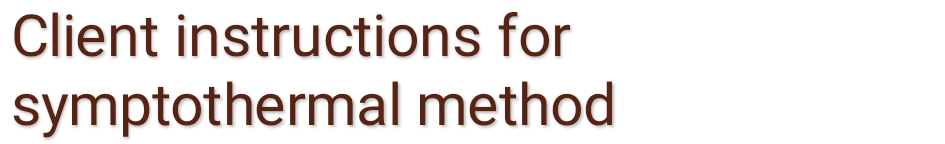 Client instructions for
symptothermal method